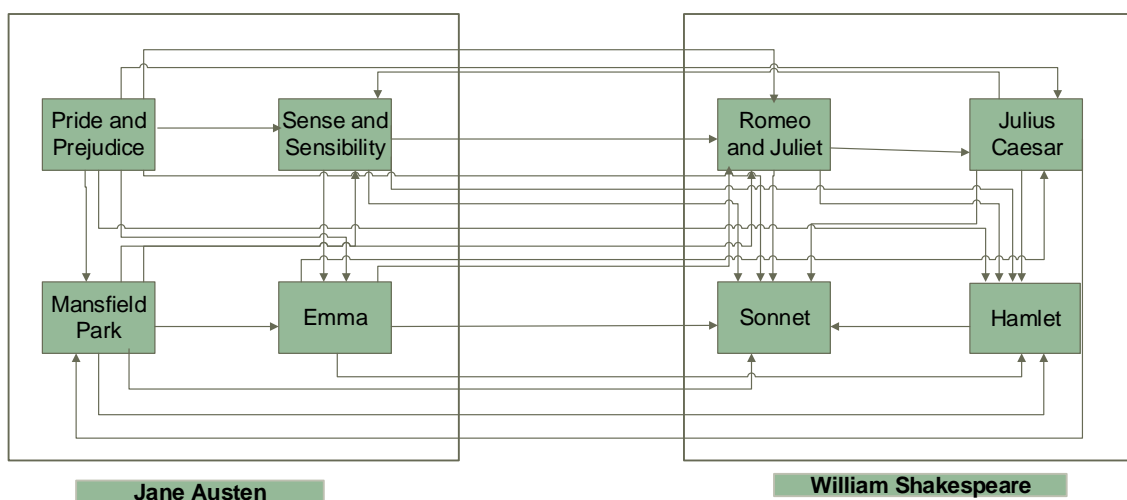 Pride and
Prejudice
Sense and
Sensibility
Romeo
and Juliet
Julius
Caesar
Mansfield
Park
Emma
Sonnet
Hamlet
Jane Austen
William Shakespeare